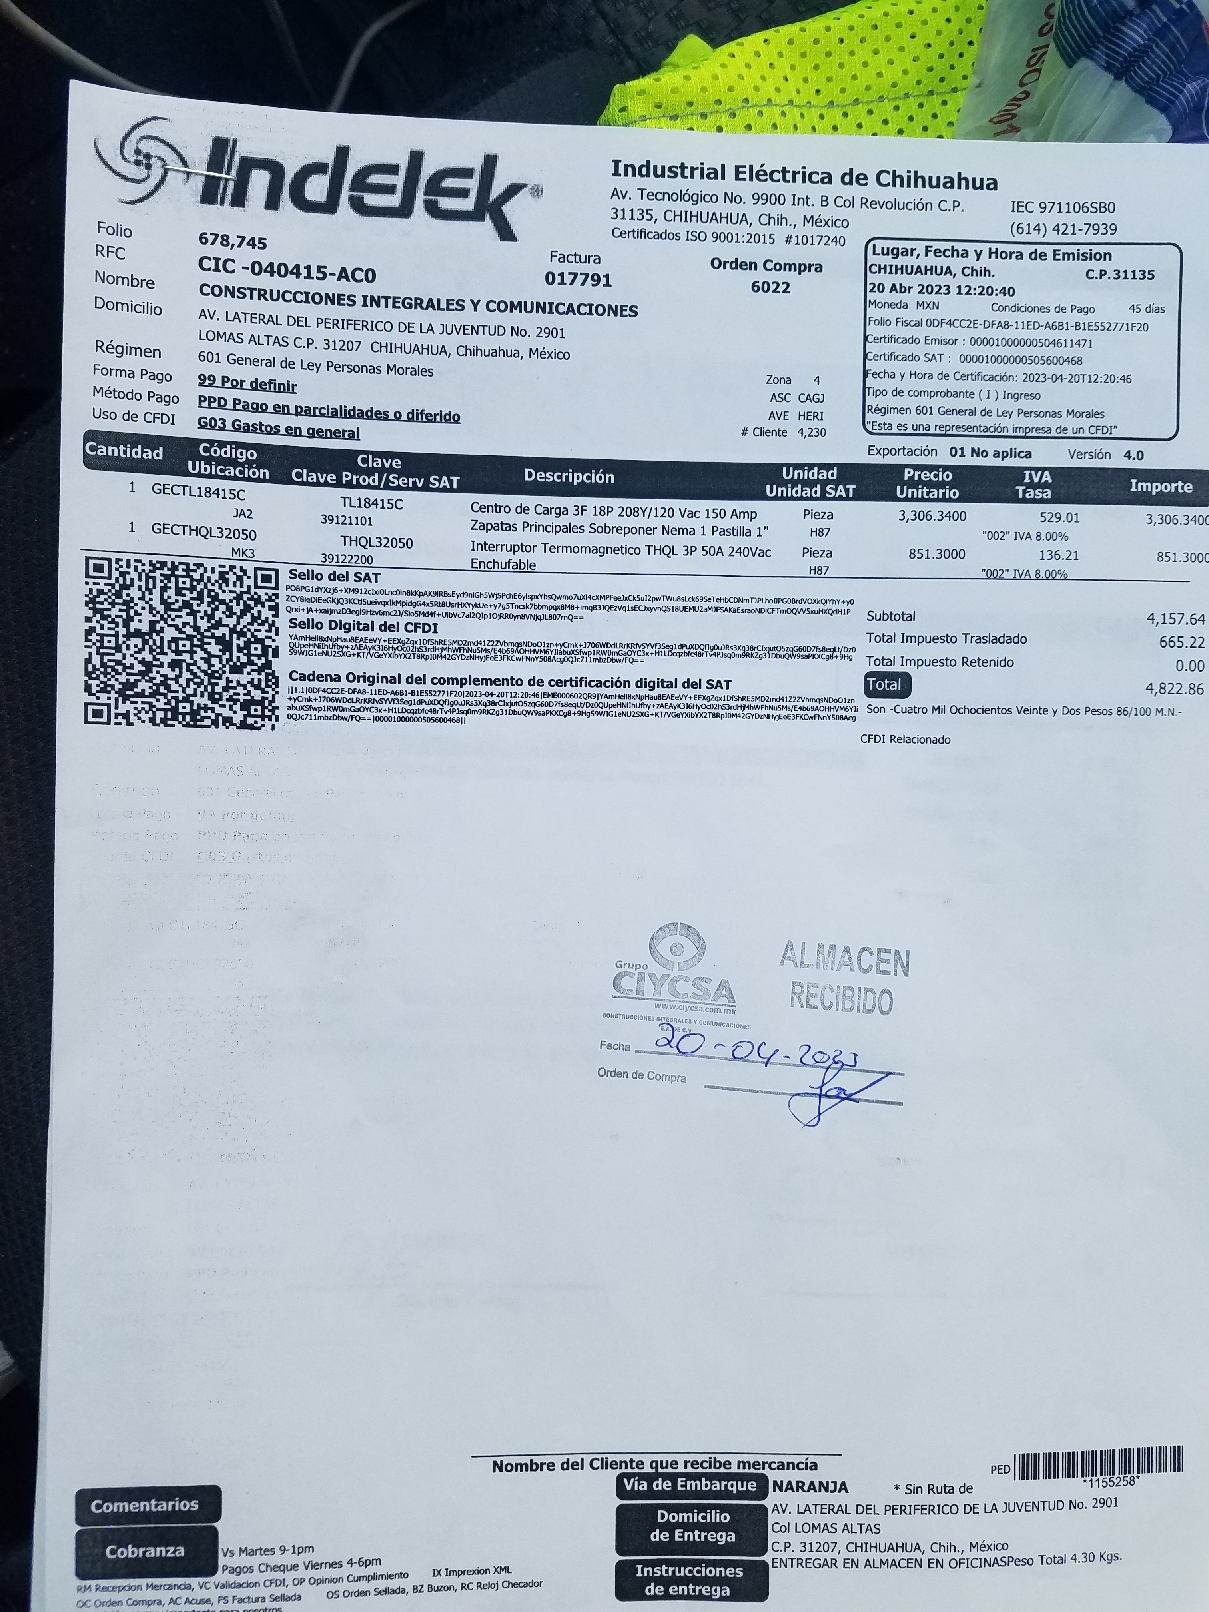 Indelek
Industrial Eléctrica de Chihuahua
Av. Tecnológico No. 9900 Int. B Col Revolución C.P.
31135, CHIHUAHUA, Chih., México
Certificados ISO 9001:2015 #1017240
IEC 971106SB0
(614) 421-7939
Folio 678,745
RFC CIC -040415-AC0
Factura
017791
Orden Compra
6022
Nombre CONSTRUCCIONES INTEGRALES Y COMUNICACIONES
Domicilio AV. LATERAL DEL PERIFERICO DE LA JUVENTUD No. 2901
LOMAS ALTAS C.P. 31207 CHIHUAHUA, Chihuahua, México
Régimen 601 General de Ley Personas Morales
Forma Pago 99 Por definir
Método Pago PPD Pago en parcialidades o diferido
Uso de CFDI G03 Gastos en general
Zona 4
ASC CAGJ
AVE HERI
# Cliente 4,230
Lugar, Fecha y Hora de Emision
CHIHUAHUA, Chih. C.P.31135
20 Abr 2023 12:20:40
Moneda MXN Condiciones de Pago 45 días
Folio Fiscal 0DF4CC2E-DFA8-11ED-A6B1-B1E552771F20
Certificado Emisor : 00001000000504611471
Certificado SAT : 00001000000505600468
Fecha y Hora de Certificación: 2023-04-20T12:20:46
Tipo de comprobante ( I ) Ingreso
Régimen 601 General de Ley Personas Morales
"Esta es una representación impresa de un CFDI"
Exportación 01 No aplica Versión 4.0
Cantidad Código Ubicación Clave Clave Prod/Serv SAT Descripción Unidad Unidad SAT Precio Unitario IVA Tasa Importe
1 GECTL18415C TL18415C Centro de Carga 3F 18P 208Y/120 Vac 150 Amp Pieza 3,306.3400 529.01 3,306.3400
JA2 39121101 Zapatas Principales Sobreponer Nema 1 Pastilla 1" H87 "002" IVA 8.00%
1 GECTHQL32050 THQL32050 Interruptor Termomagnetico THQL 3P 50A 240Vac Pieza 851.3000 136.21 851.3000
MK3 39122200 Enchufable H87 "002" IVA 8.00%
Sello del SAT
Sello Digital del CFDI
Cadena Original del complemento de certificación digital del SAT
Subtotal 4,157.64
Total Impuesto Trasladado 665.22
Total Impuesto Retenido 0.00
Total 4,822.86
Son -Cuatro Mil Ochocientos Veinte y Dos Pesos 86/100 M.N.-
CFDI Relacionado
Grupo
CIYCSA
www.ciycsa.com.mx
CONSTRUCCIONES INTEGRALES Y COMUNICACIONES
ALMACEN
RECIBIDO
Fecha 20-04-2023
Orden de Compra
Nombre del Cliente que recibe mercancía
PED *1155258*
Vía de Embarque NARANJA * Sin Ruta de
Domicilio de Entrega AV. LATERAL DEL PERIFERICO DE LA JUVENTUD No. 2901
Col LOMAS ALTAS
C.P. 31207, CHIHUAHUA, Chih., México
Instrucciones de entrega ENTREGAR EN ALMACEN EN OFICINASPeso Total 4.30 Kgs.
Comentarios
Cobranza Vs Martes 9-1pm
Pagos Cheque Viernes 4-6pm
RM Recepcion Mercancia, VC Validacion CFDI, OP Opinion Cumplimiento IX Imprexion XML
OC Orden Compra, AC Acuse, FS Factura Sellada OS Orden Sellada, BZ Buzon, RC Reloj Checador